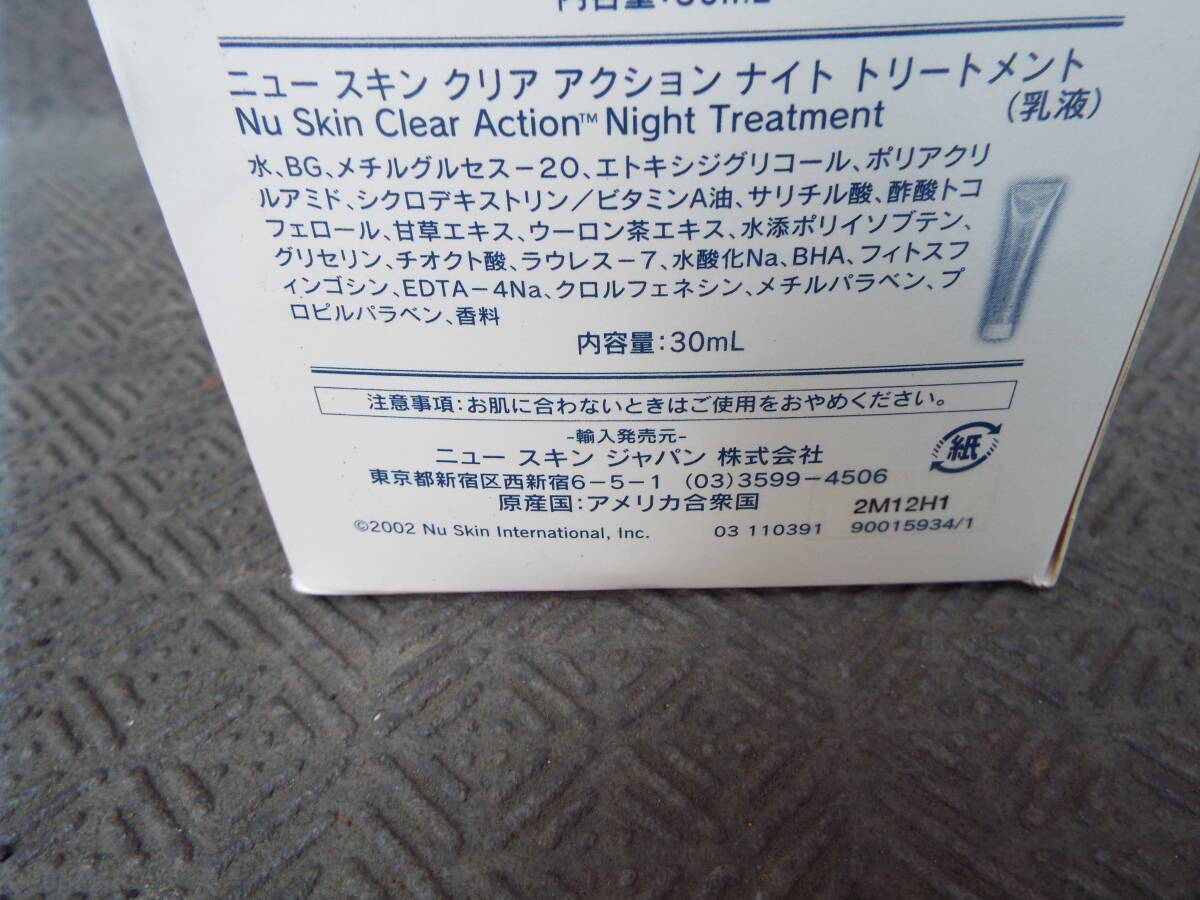 内容量:30mL
ニュー スキン クリア アクション ナイト トリートメント
(乳液)
Nu Skin Clear Action™ Night Treatment
水、BG、メチルグルセス－20、エトキシジグリコール、ポリアクリ
ルアミド、シクロデキストリン／ビタミンA油、サリチル酸、酢酸トコ
フェロール、甘草エキス、ウーロン茶エキス、水添ポリイソブテン、
グリセリン、チオクト酸、ラウレス－7、水酸化Na、BHA、フィトスフ
ィンゴシン、EDTA－4Na、クロルフェネシン、メチルパラベン、プ
ロピルパラベン、香料
内容量:30mL
注意事項:お肌に合わないときはご使用をおやめください。
-輸入発売元-
ニュー スキン ジャパン 株式会社
紙
東京都新宿区西新宿6－5－1 (03)3599－4506
原産国:アメリカ合衆国
2M12H1
©2002 Nu Skin International, Inc. 03 110391 90015934/1